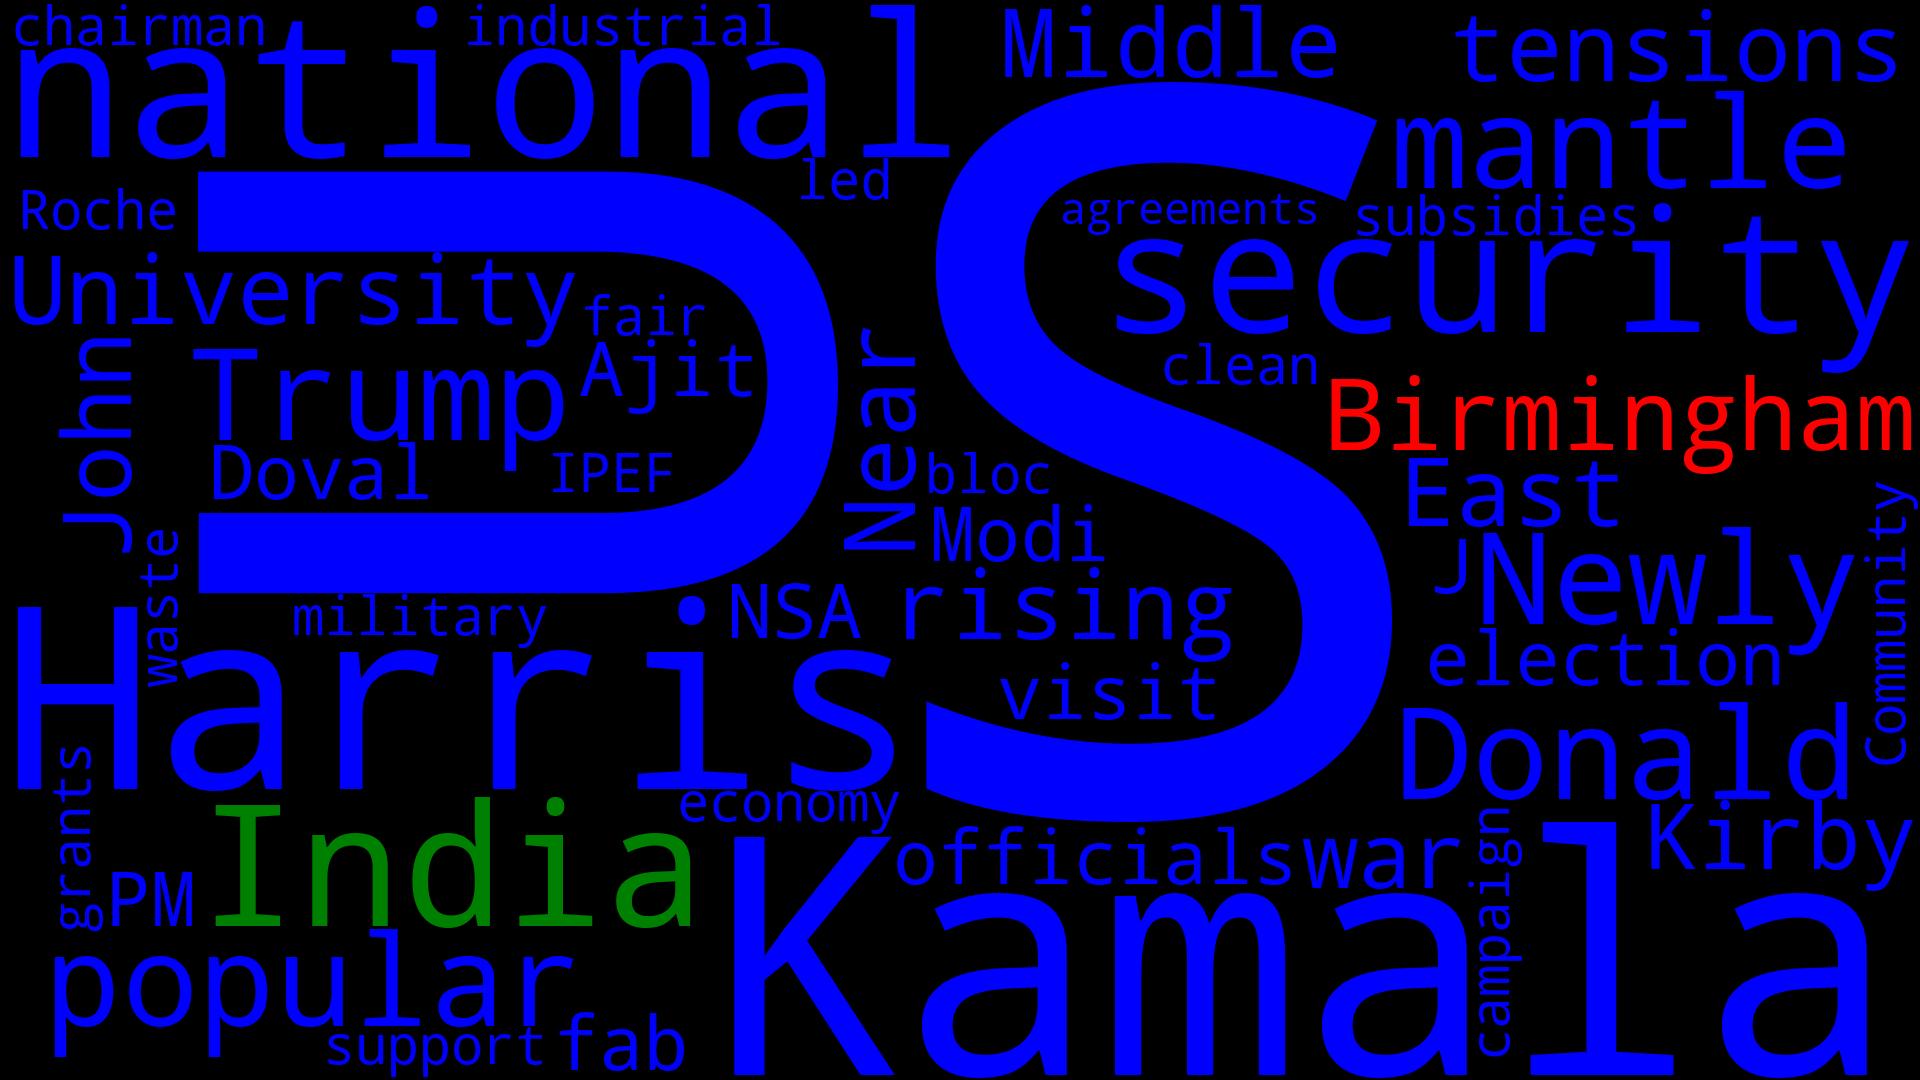 chairman
industrial
national
Middle
tensions
mantle
led
Roche
US
agreements
subsidies
security
University
fair
John
Trump
Ajit
Near
clean
Birmingham
Doval
IPEF
bloc
East
Modi
J
Newly
Community
waste
military
NSA
rising
Harris
visit
election
Donald
grants
economy
India
PM
officials
war
campaign
Kirby
Kamala
popular
support
fab